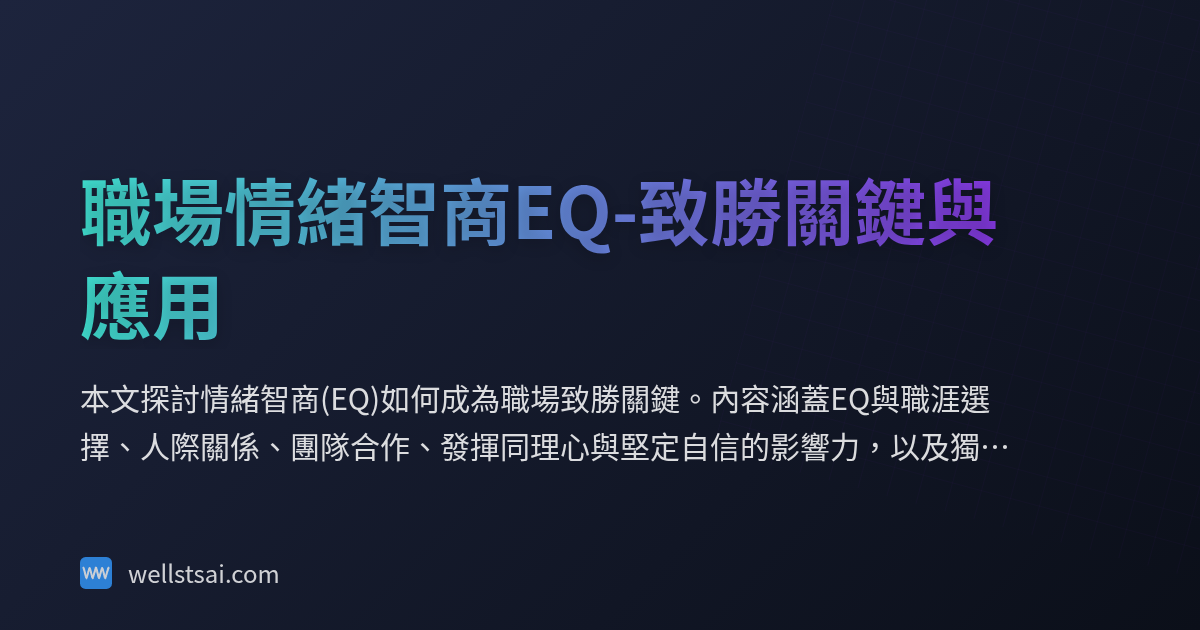 職場情緒智商EQ-致勝關鍵與
應用
本文探討情緒智商(EQ)如何成為職場致勝關鍵。內容涵蓋EQ與職涯選
擇、人際關係、團隊合作、發揮同理心與堅定自信的影響力，以及獨…
wellstsai.com